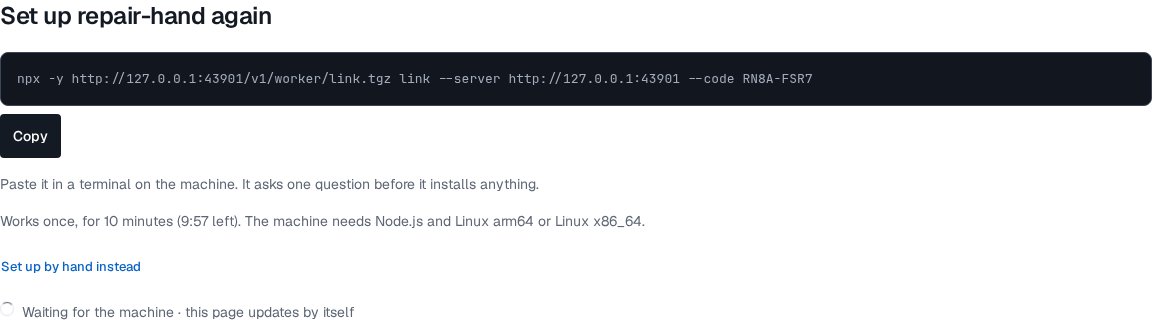 Set up repair-hand again
npx -y http://127.0.0.1:43901/v1/worker/link.tgz link --server http://127.0.0.1:43901 --code RN8A-FSR7
Copy
Paste it in a terminal on the machine. It asks one question before it installs anything.
Works once, for 10 minutes (9:57 left). The machine needs Node.js and Linux arm64 or Linux x86_64.
Set up by hand instead
Waiting for the machine · this page updates by itself